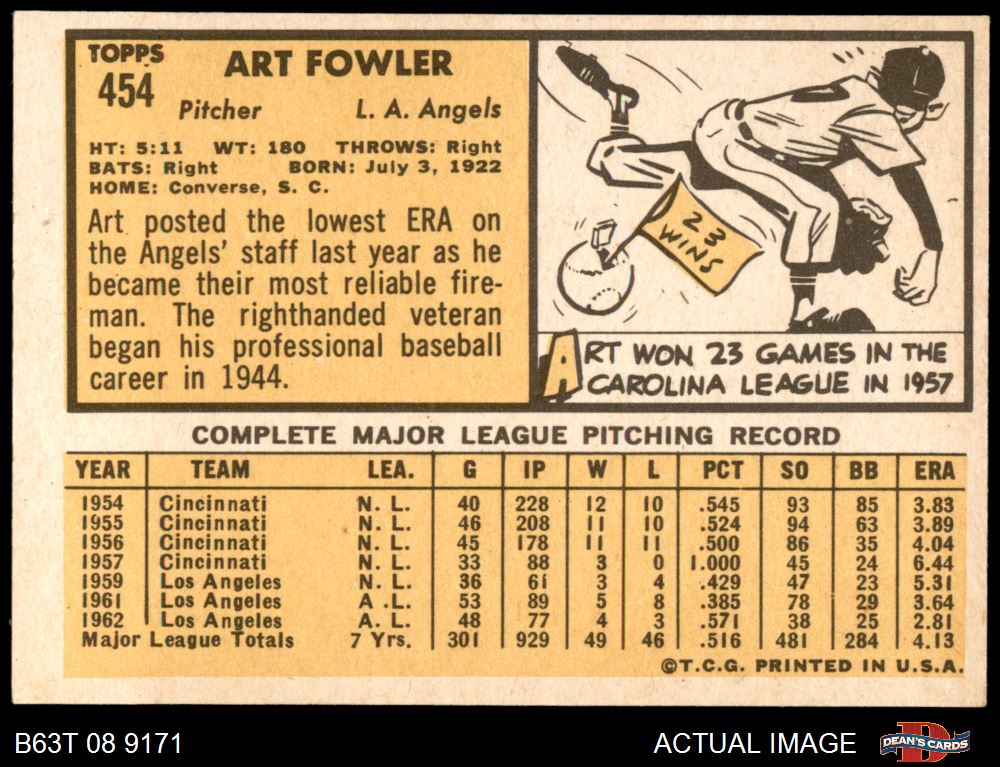 TOPPS
454
ART FOWLER
Pitcher L. A. Angels
HT: 5:11 WT: 180 THROWS: Right
BATS: Right BORN: July 3, 1922
HOME: Converse, S. C.
Art posted the lowest ERA on
the Angels' staff last year as he
became their most reliable fire-
man. The righthanded veteran
began his professional baseball
career in 1944.
23
WINS
ART WON 23 GAMES IN THE
CAROLINA LEAGUE IN 1957
COMPLETE MAJOR LEAGUE PITCHING RECORD
YEAR TEAM LEA. G IP W L PCT SO BB ERA
1954 Cincinnati N. L. 40 228 12 10 .545 93 85 3.83
1955 Cincinnati N. L. 46 208 11 10 .524 94 63 3.89
1956 Cincinnati N. L. 45 178 11 11 .500 86 35 4.04
1957 Cincinnati N. L. 33 88 3 0 1.000 45 24 6.44
1959 Los Angeles N. L. 36 61 3 4 .429 47 23 5.31
1961 Los Angeles A .L. 53 89 5 8 .385 78 29 3.64
1962 Los Angeles A. L. 48 77 4 3 .571 38 25 2.81
Major League Totals 7 Yrs. 301 929 49 46 .516 481 284 4.13
©T.C.G. PRINTED IN U.S.A.
B63T 08 9171 ACTUAL IMAGE
D
DEAN'S CARDS